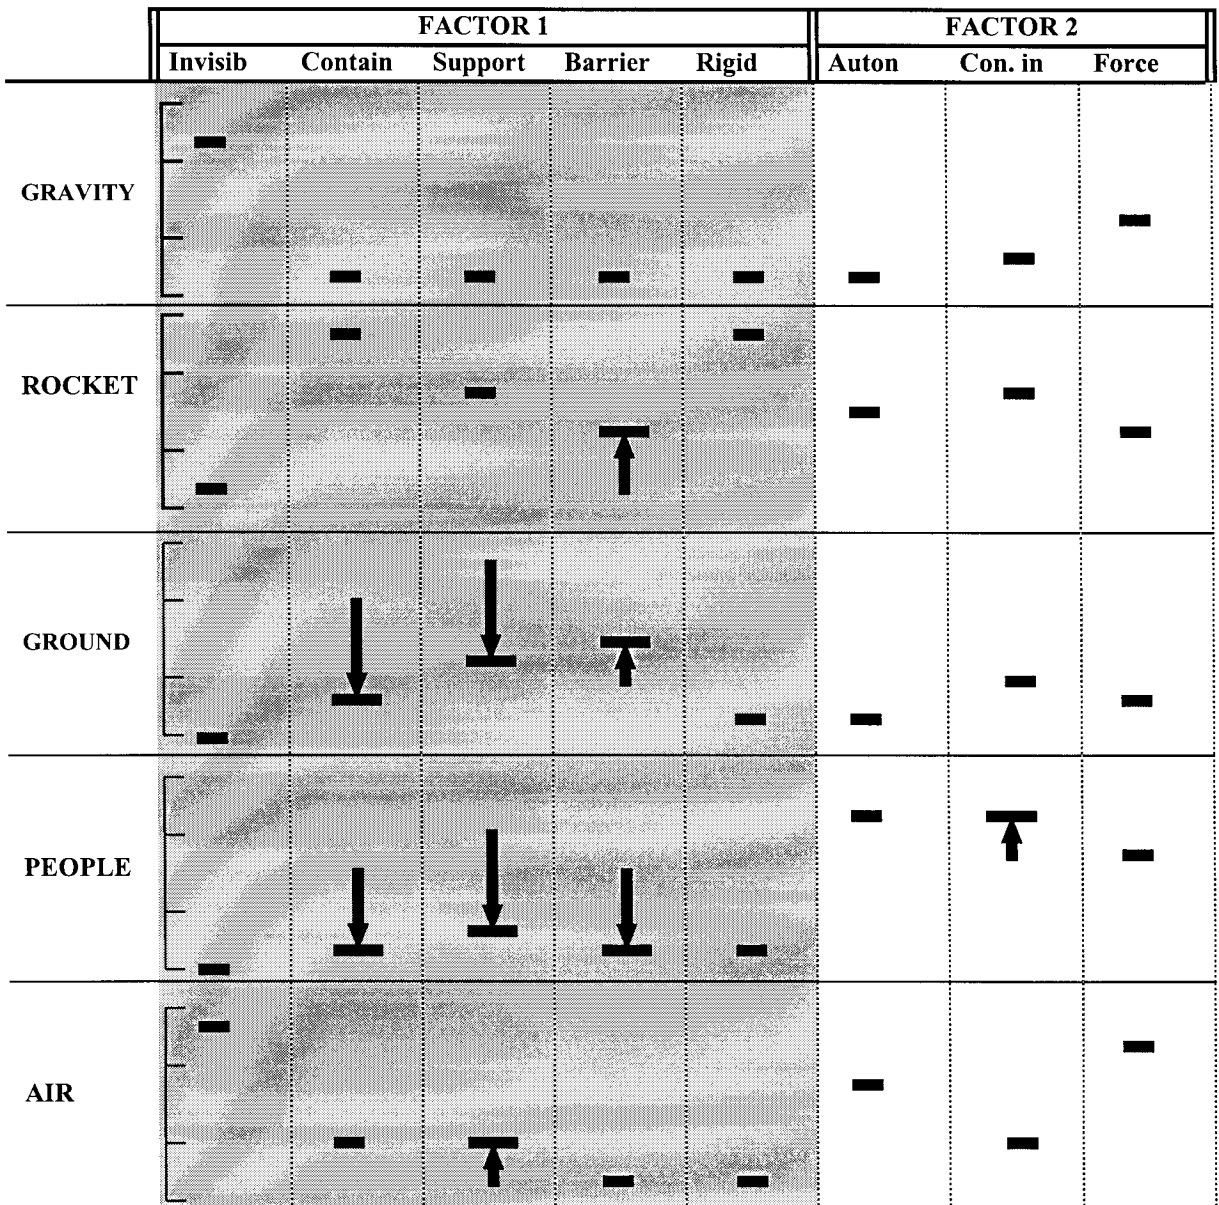 FACTOR 1 FACTOR 2
Invisib Contain Support Barrier Rigid Auton Con. in Force
GRAVITY
ROCKET
GROUND
PEOPLE
AIR